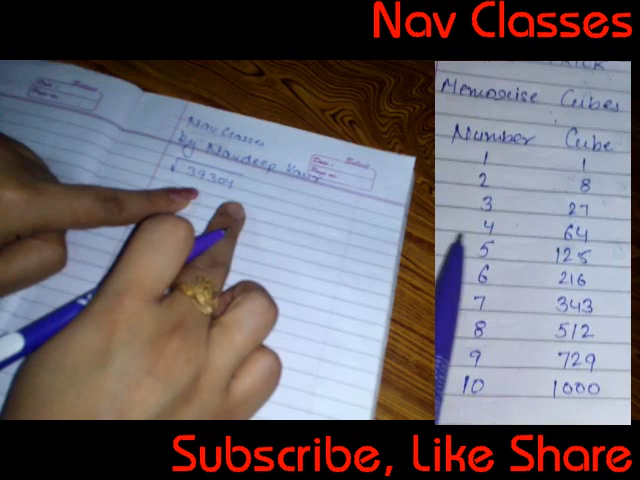 Nav Classes
Nav Classes
by Navdeep Kaur
39304
Memorise Cubes
Number Cube
1 1
2 8
3 27
4 64
5 125
6 216
7 343
8 512
9 729
10 1000
Subscribe, Like Share